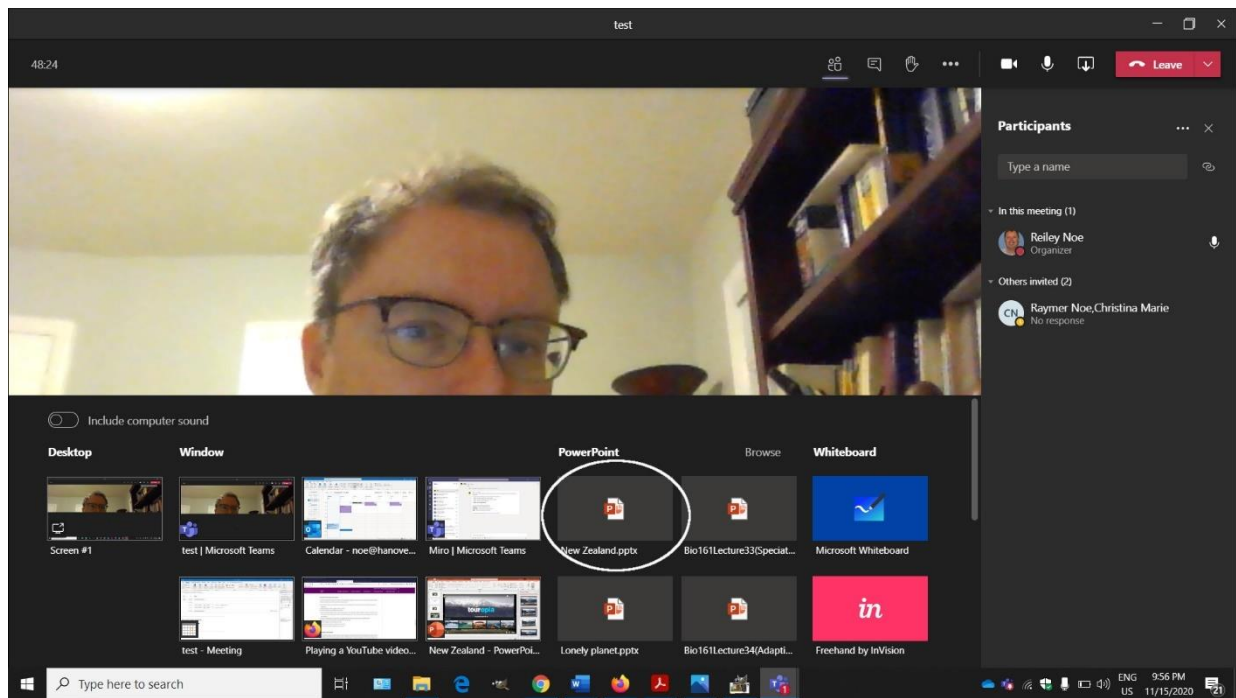 test
48:24
Leave
Participants
Type a name
In this meeting (1)
Reiley Noe
Organizer
Others invited (2)
CN
Raymer Noe,Christina Marie
No response
Include computer sound
Desktop
Window
PowerPoint
Browse
Whiteboard
Screen #1
test | Microsoft Teams
Calendar - noe@hanove...
Miro | Microsoft Teams
New Zealand.pptx
Bio161Lecture33(Speciat...
Microsoft Whiteboard
touropia
in
test - Meeting
Playing a YouTube video...
New Zealand - PowerPoi...
Lonely planet.pptx
Bio161Lecture34(Adapti...
Freehand by InVision
Type here to search
ENG
US
9:56 PM
11/15/2020
21